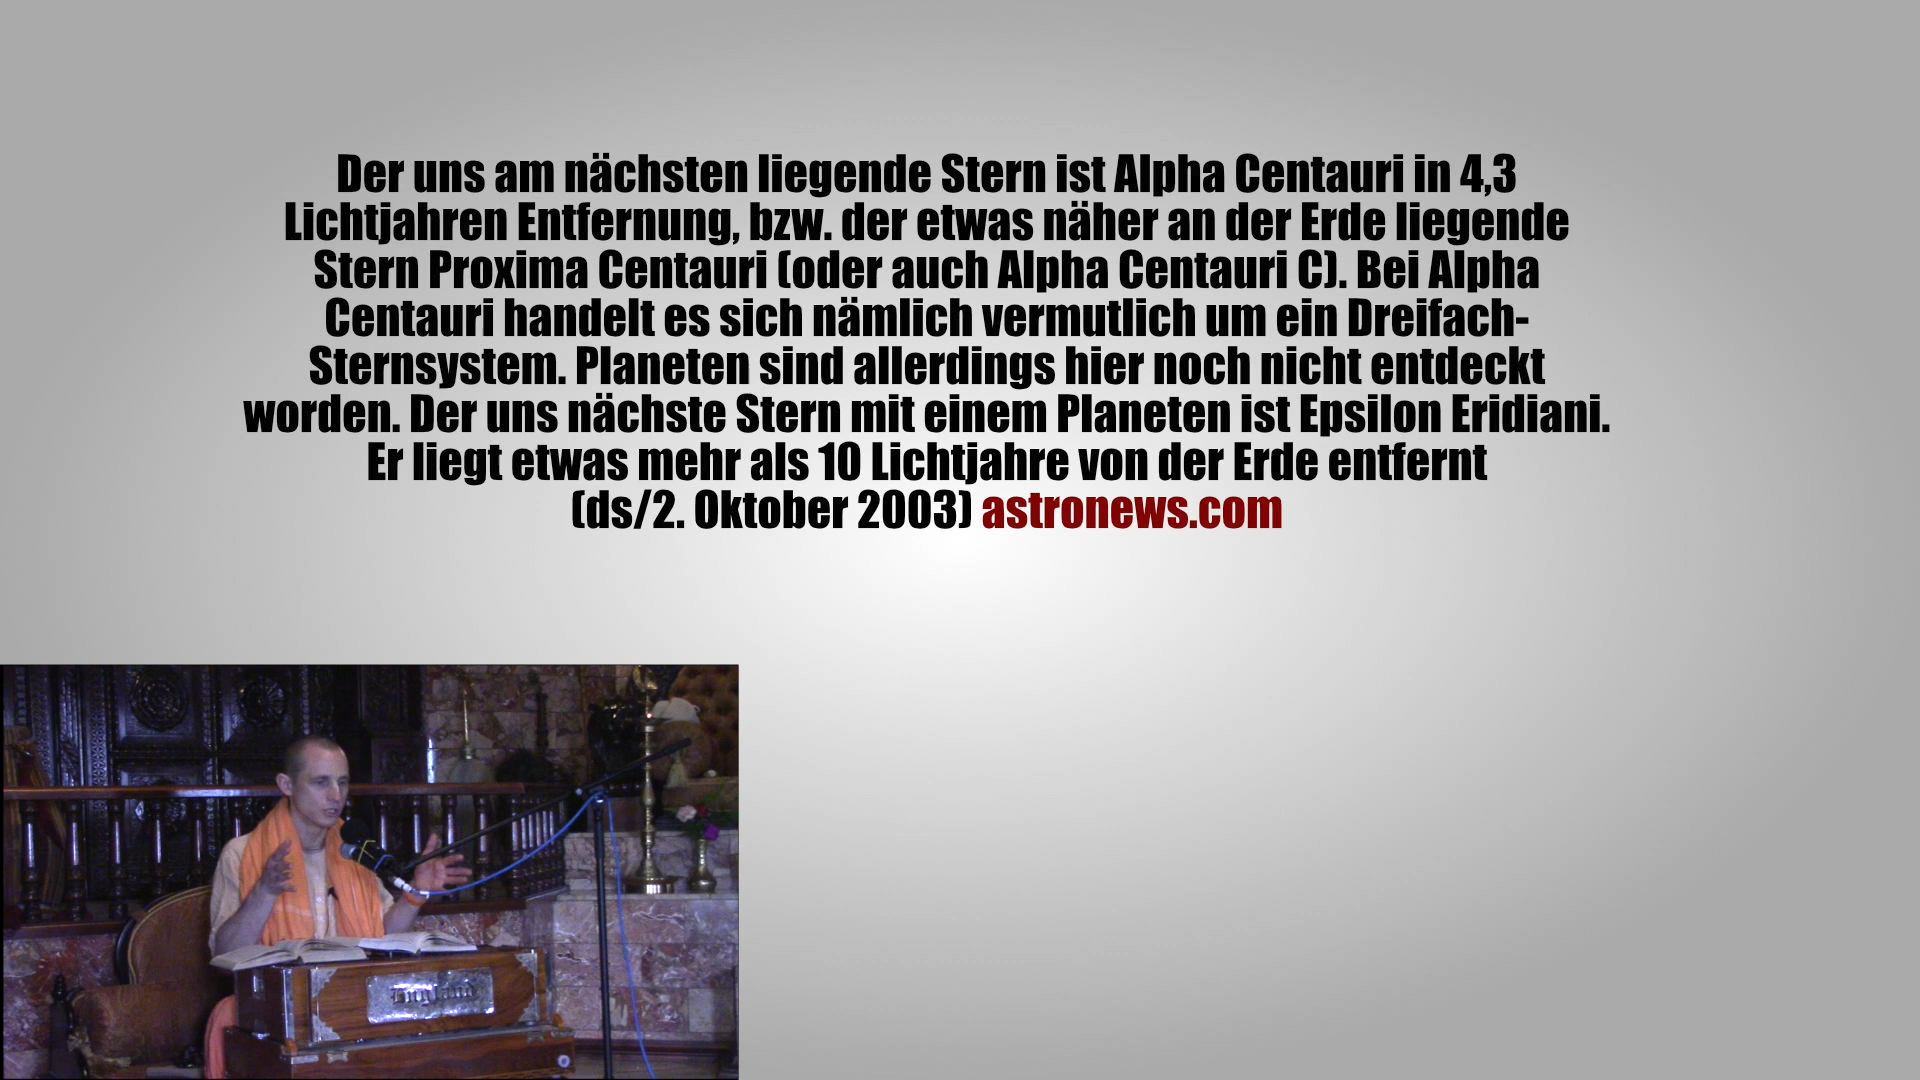 Der uns am nächsten liegende Stern ist Alpha Centauri in 4,3
Lichtjahren Entfernung, bzw. der etwas näher an der Erde liegende
Stern Proxima Centauri (oder auch Alpha Centauri C). Bei Alpha
Centauri handelt es sich nämlich vermutlich um ein Dreifach-
Sternsystem. Planeten sind allerdings hier noch nicht entdeckt
worden. Der uns nächste Stern mit einem Planeten ist Epsilon Eridiani.
Er liegt etwas mehr als 10 Lichtjahre von der Erde entfernt
(ds/2. Oktober 2003) astronews.com
England